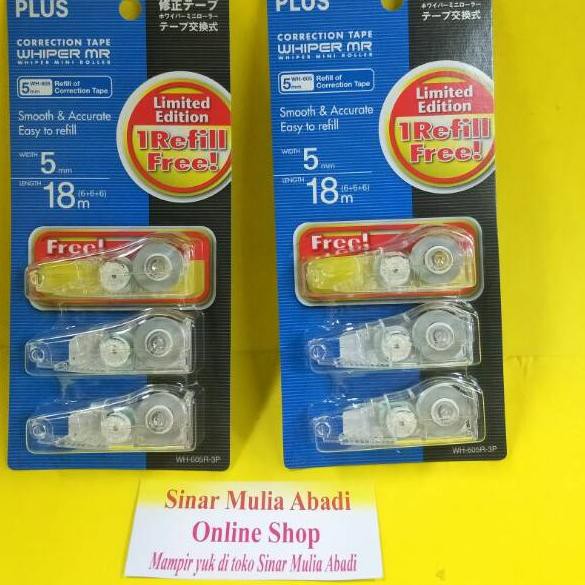 PLUS
修正テープ
ホワイパーミニローラー
テープ交換式
CORRECTION TAPE
WHIPER MR
WHIPER MINI ROLLER
5mm WH-605 Refill of Correction Tape
Limited
Edition
1Refill
Free!
Smooth & Accurate
Easy to refill
WIDTH 5mm
LENGTH 18m (6+6+6)
Free!
WH-605R-3P
PLUS
ホワイパーミニローラー
テープ交換式
CORRECTION TAPE
WHIPER MR
WHIPER MINI ROLLER
5mm WH-605 Refill of Correction Tape
Limited
Edition
1Refill
Free!
Smooth & Accurate
Easy to refill
WIDTH 5mm
LENGTH 18m (6+6+6)
Free!
WH-605R-3P
Sinar Mulia Abadi
Online Shop
Mampir yuk di toko Sinar Mulia Abadi